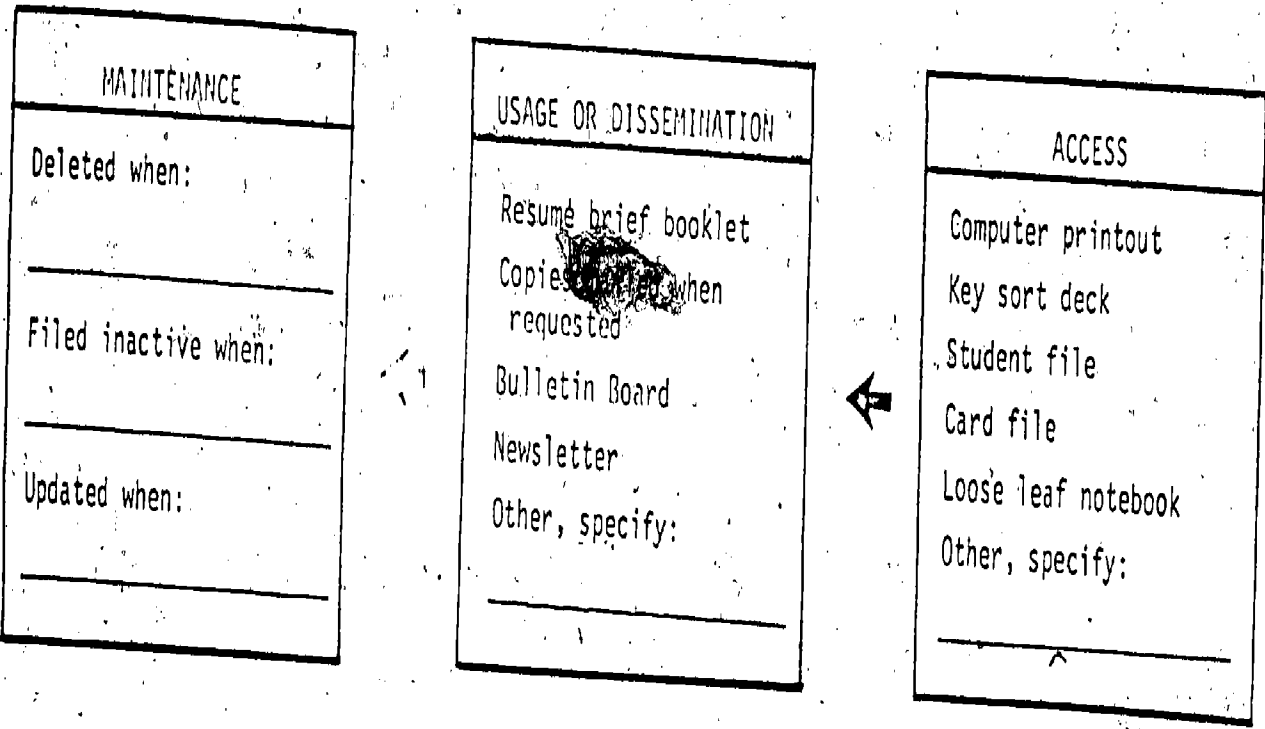 MAINTENANCE
Deleted when:
Filed inactive when:
Updated when:
USAGE OR DISSEMINATION
Resume brief booklet
Copies when
requested
Bulletin Board
Newsletter
Other, specify:
ACCESS
Computer printout
Key sort deck
Student file
Card file
Loose leaf notebook
Other, specify: